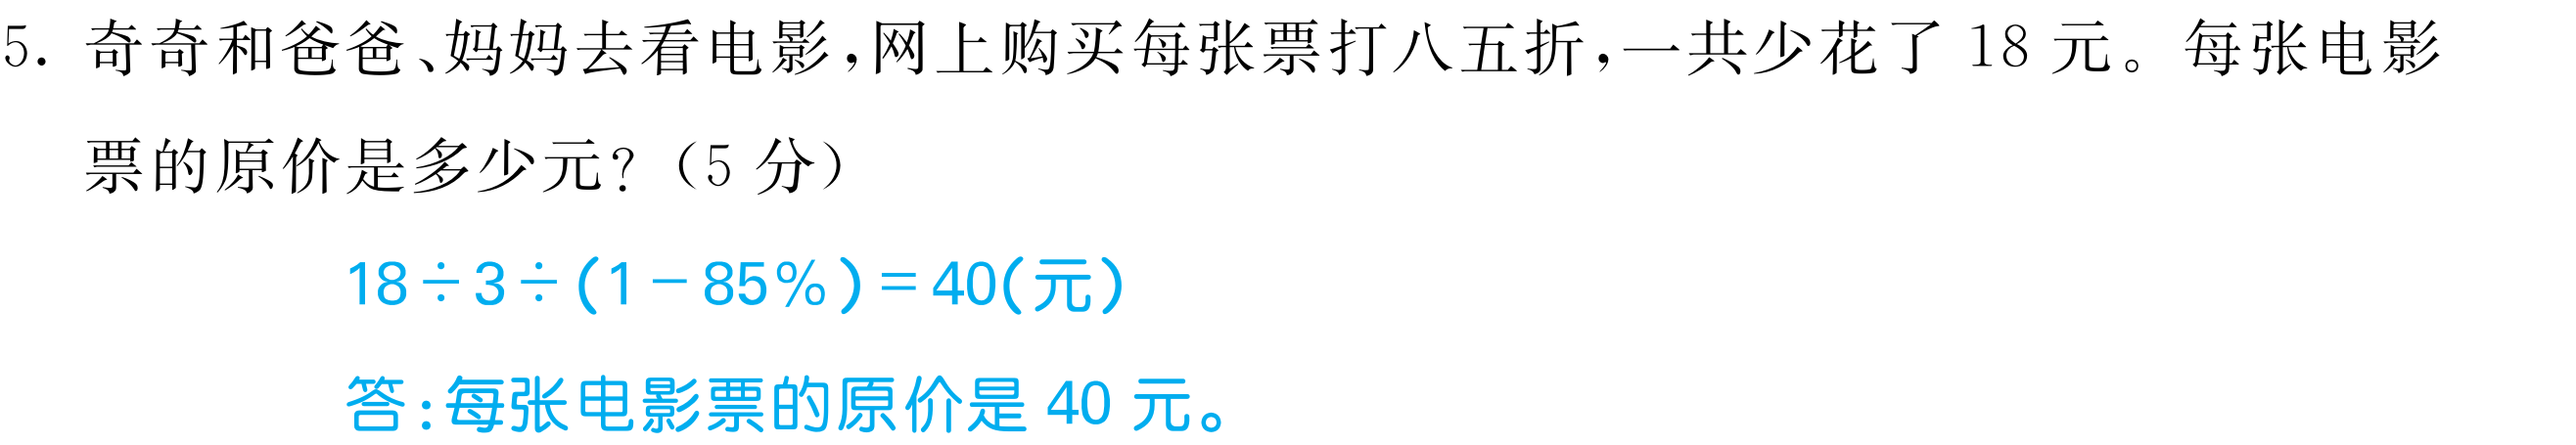 5. 奇奇和爸爸、妈妈去看电影,网上购买每张票打八五折,一共少花了 18 元。每张电影
票的原价是多少元?(5 分)
18÷3÷(1－85%)＝40(元)
答:每张电影票的原价是 40 元。